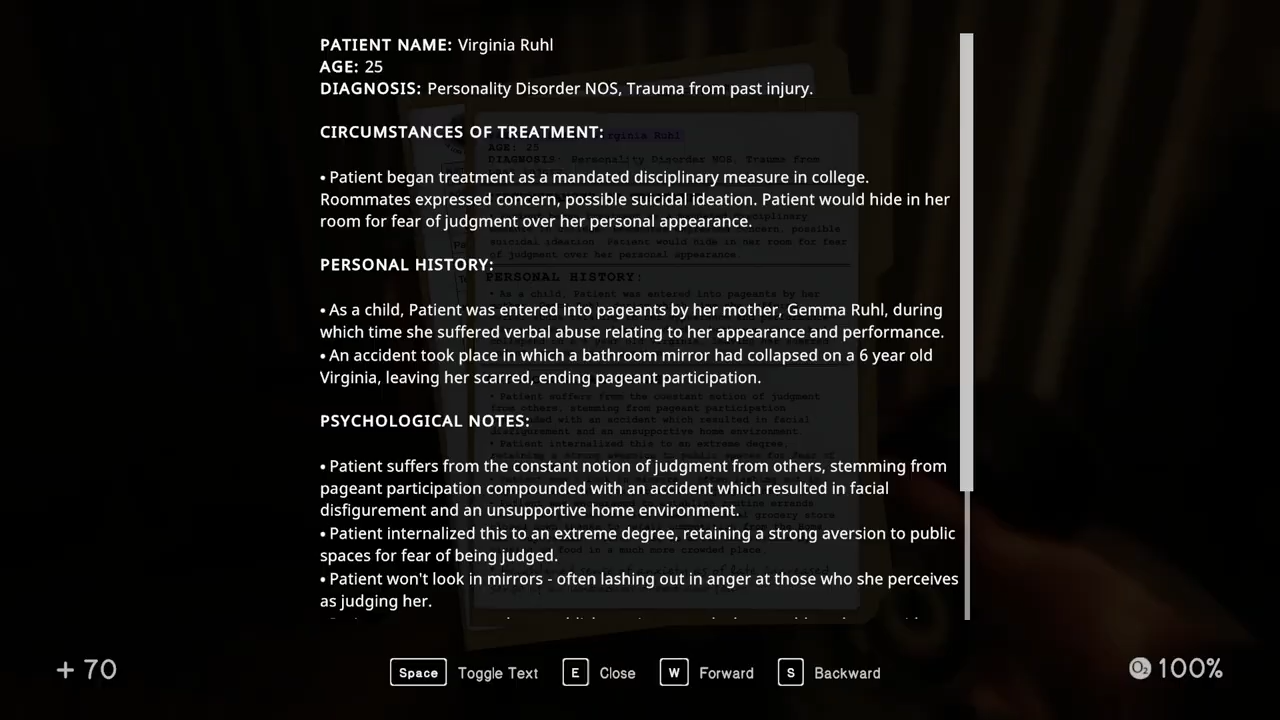 PATIENT NAME: Virginia Ruhl
AGE: 25
DIAGNOSIS: Personality Disorder NOS, Trauma from past injury.
CIRCUMSTANCES OF TREATMENT:
• Patient began treatment as a mandated disciplinary measure in college.
Roommates expressed concern, possible suicidal ideation. Patient would hide in her
room for fear of judgment over her personal appearance.
PERSONAL HISTORY:
• As a child, Patient was entered into pageants by her mother, Gemma Ruhl, during
which time she suffered verbal abuse relating to her appearance and performance.
• An accident took place in which a bathroom mirror had collapsed on a 6 year old
Virginia, leaving her scarred, ending pageant participation.
PSYCHOLOGICAL NOTES:
• Patient suffers from the constant notion of judgment from others, stemming from
pageant participation compounded with an accident which resulted in facial
disfigurement and an unsupportive home environment.
• Patient internalized this to an extreme degree, retaining a strong aversion to public
spaces for fear of being judged.
• Patient won't look in mirrors - often lashing out in anger at those who she perceives
as judging her.
+ 70
Space Toggle Text E Close W Forward S Backward
O2 100%